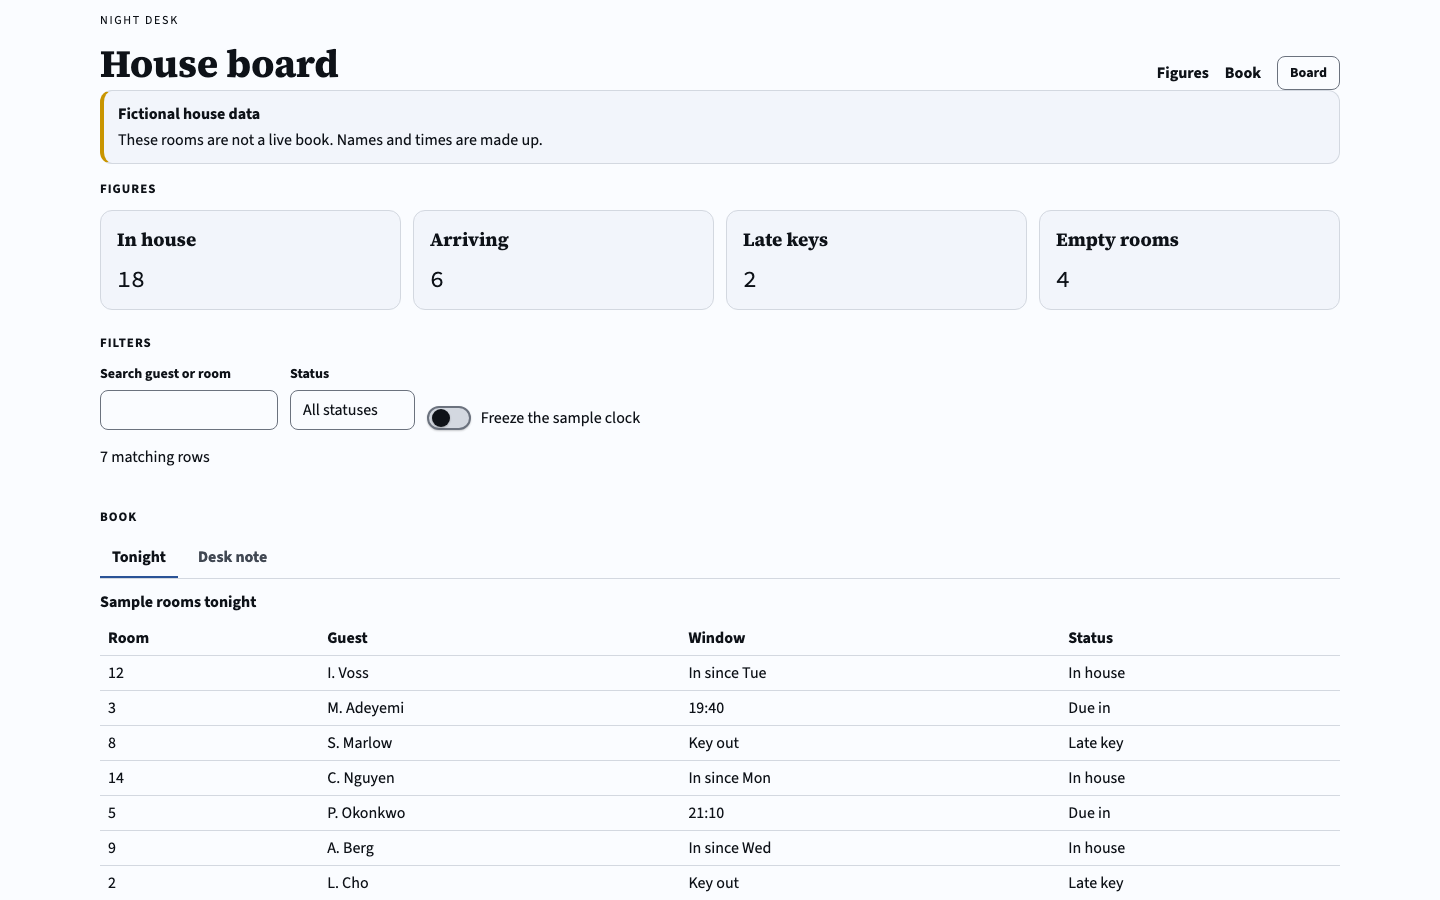 NIGHT DESK
House board
Figures Book Board
Fictional house data
These rooms are not a live book. Names and times are made up.
FIGURES
In house Arriving Late keys Empty rooms
18 6 2 4
FILTERS
Search guest or room Status
All statuses Freeze the sample clock
7 matching rows
BOOK
Tonight Desk note
Sample rooms tonight
Room Guest Window Status
12 I. Voss In since Tue In house
3 M. Adeyemi 19:40 Due in
8 S. Marlow Key out Late key
14 C. Nguyen In since Mon In house
5 P. Okonkwo 21:10 Due in
9 A. Berg In since Wed In house
2 L. Cho Key out Late key